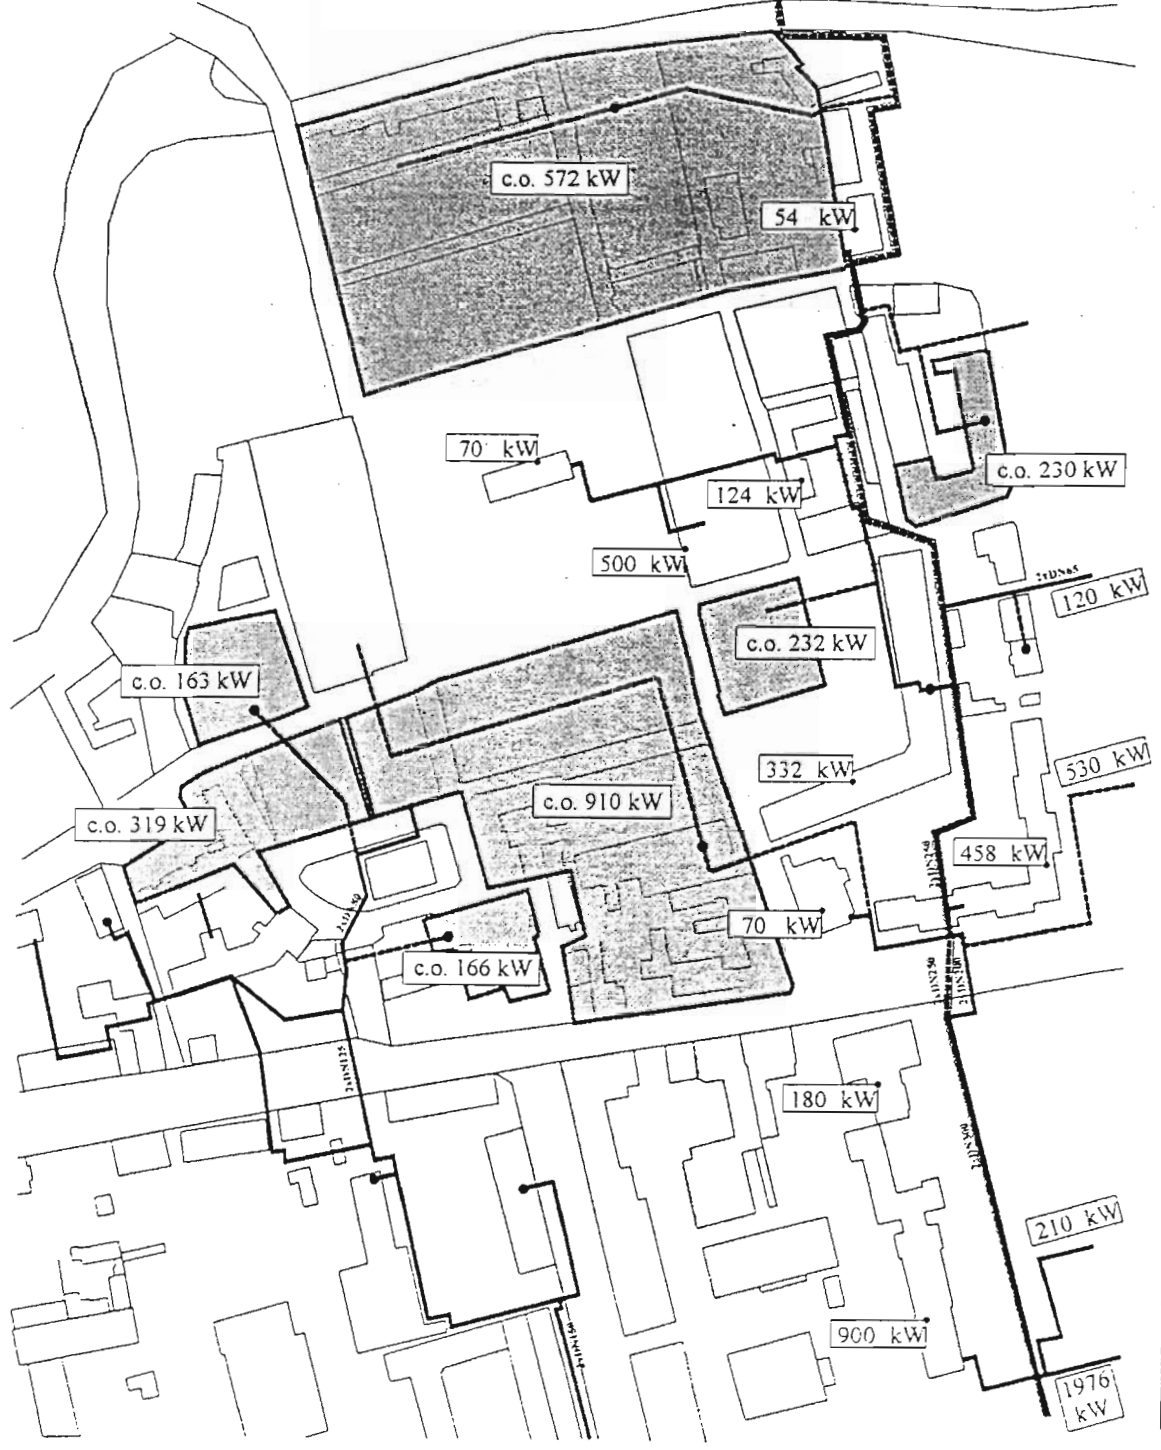 c.o. 572 kW
54 kW
70 kW
c.o. 230 kW
124 kW
500 kW
2xDN65
120 kW
c.o. 232 kW
c.o. 163 kW
332 kW
530 kW
c.o. 910 kW
c.o. 319 kW
458 kW
70 kW
c.o. 166 kW
2xDN125
180 kW
210 kW
900 kW
1976
kW